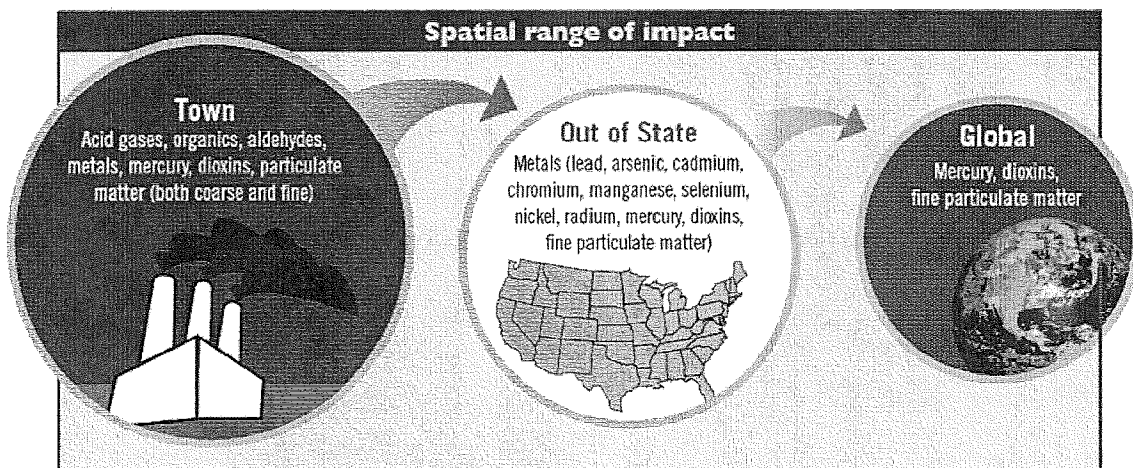 Spatial range of impact
Town
Acid gases, organics, aldehydes,
metals, mercury, dioxins, particulate
matter (both coarse and fine)
Out of State
Metals (lead, arsenic, cadmium,
chromium, manganese, selenium,
nickel, radium, mercury, dioxins,
fine particulate matter)
Global
Mercury, dioxins,
fine particulate matter